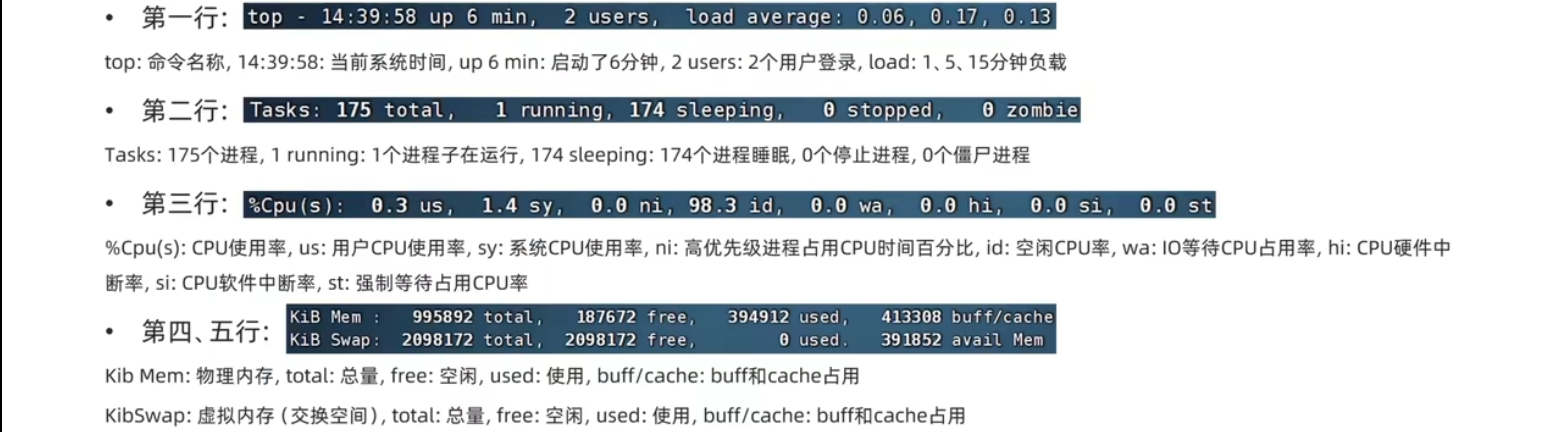 • 第一行: top - 14:39:58 up 6 min,  2 users,  load average: 0.06, 0.17, 0.13
top: 命令名称, 14:39:58: 当前系统时间, up 6 min: 启动了6分钟, 2 users: 2个用户登录, load: 1、5、15分钟负载
• 第二行: Tasks: 175 total,   1 running, 174 sleeping,   0 stopped,   0 zombie
Tasks: 175个进程, 1 running: 1个进程子在运行, 174 sleeping: 174个进程睡眠, 0个停止进程, 0个僵尸进程
• 第三行: %Cpu(s):  0.3 us,  1.4 sy,  0.0 ni, 98.3 id,  0.0 wa,  0.0 hi,  0.0 si,  0.0 st
%Cpu(s): CPU使用率, us: 用户CPU使用率, sy: 系统CPU使用率, ni: 高优先级进程占用CPU时间百分比, id: 空闲CPU率, wa: IO等待CPU占用率, hi: CPU硬件中
断率, si: CPU软件中断率, st: 强制等待占用CPU率
• 第四、五行:
KiB Mem :   995892 total,   187672 free,   394912 used,   413308 buff/cache
KiB Swap:  2098172 total,  2098172 free,        0 used.   391852 avail Mem
Kib Mem: 物理内存, total: 总量, free: 空闲, used: 使用, buff/cache: buff和cache占用
KibSwap: 虚拟内存 (交换空间), total: 总量, free: 空闲, used: 使用, buff/cache: buff和cache占用